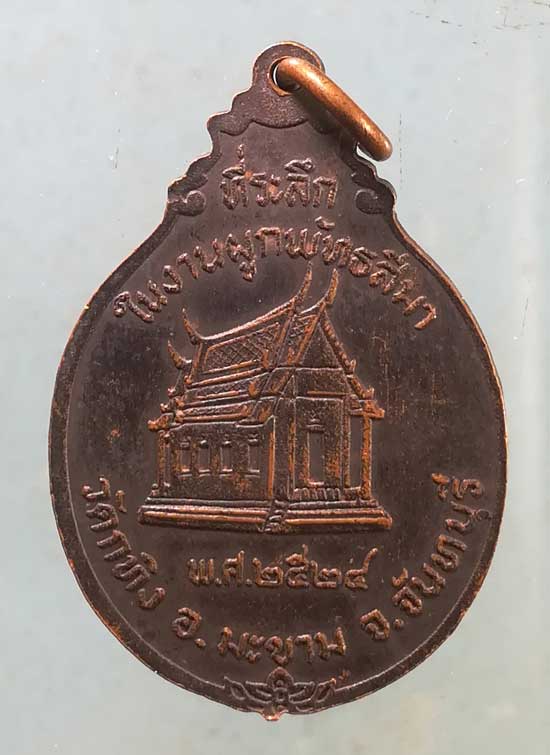 ที่ระลึก
ในงานผูกพัทธสีมา
พ.ศ.๒๕๒๔
วัดกทิง อ.มะขาม จ.จันทบุรี